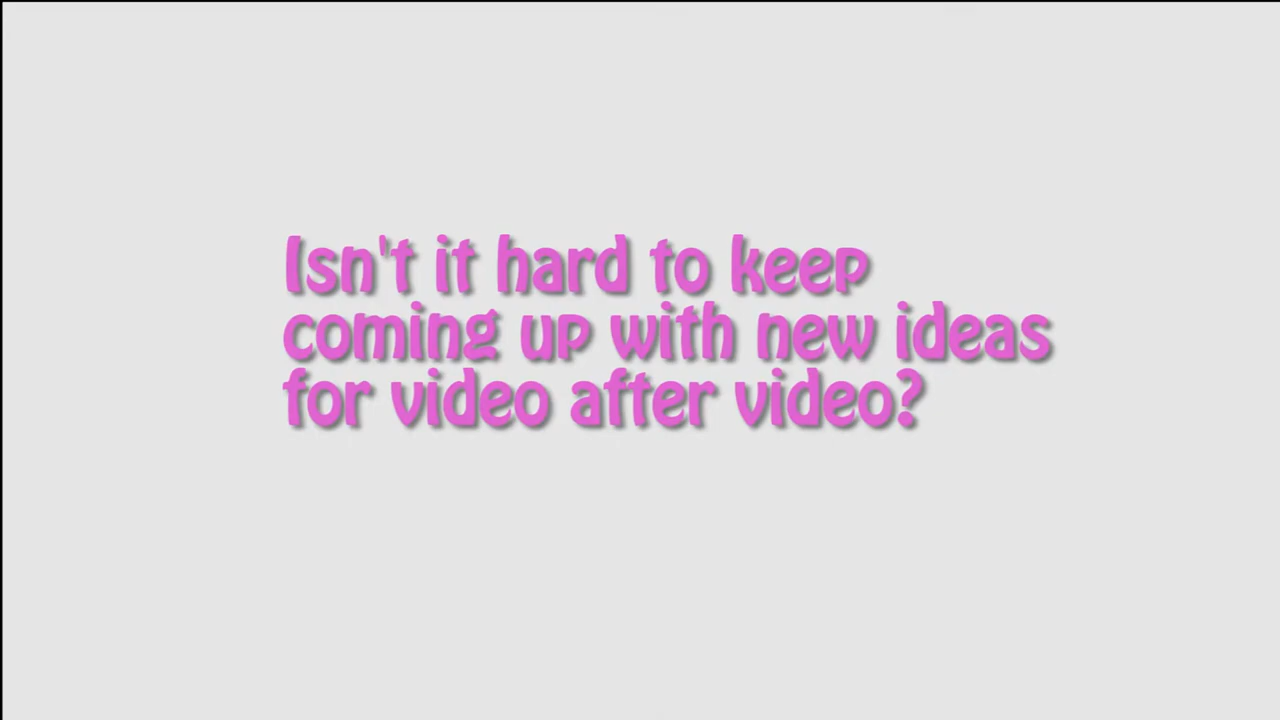 Isn't it hard to keep
coming up with new ideas
for video after video?